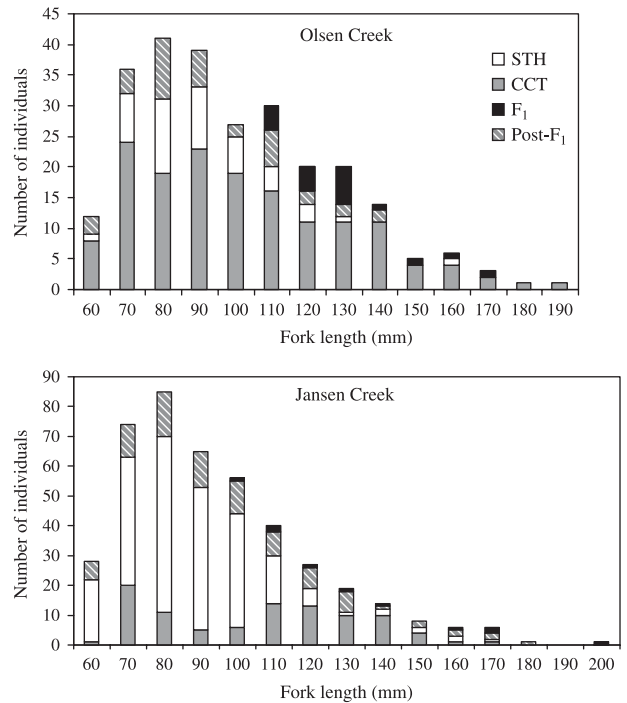 Olsen Creek
STH
CCT
F1
Post-F1
45
40
35
30
25
20
15
10
5
0
Number of individuals
60 70 80 90 100 110 120 130 140 150 160 170 180 190
Fork length (mm)
Jansen Creek
90
80
70
60
50
40
30
20
10
0
Number of individuals
60 70 80 90 100 110 120 130 140 150 160 170 180 190 200
Fork length (mm)